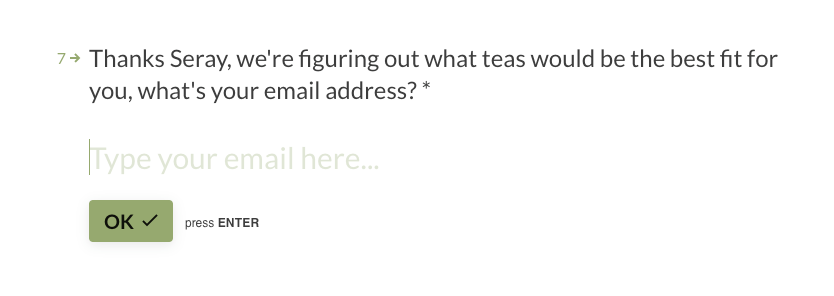 7→ Thanks Seray, we're figuring out what teas would be the best fit for
you, what's your email address? *
Type your email here...
OK ✓ press ENTER